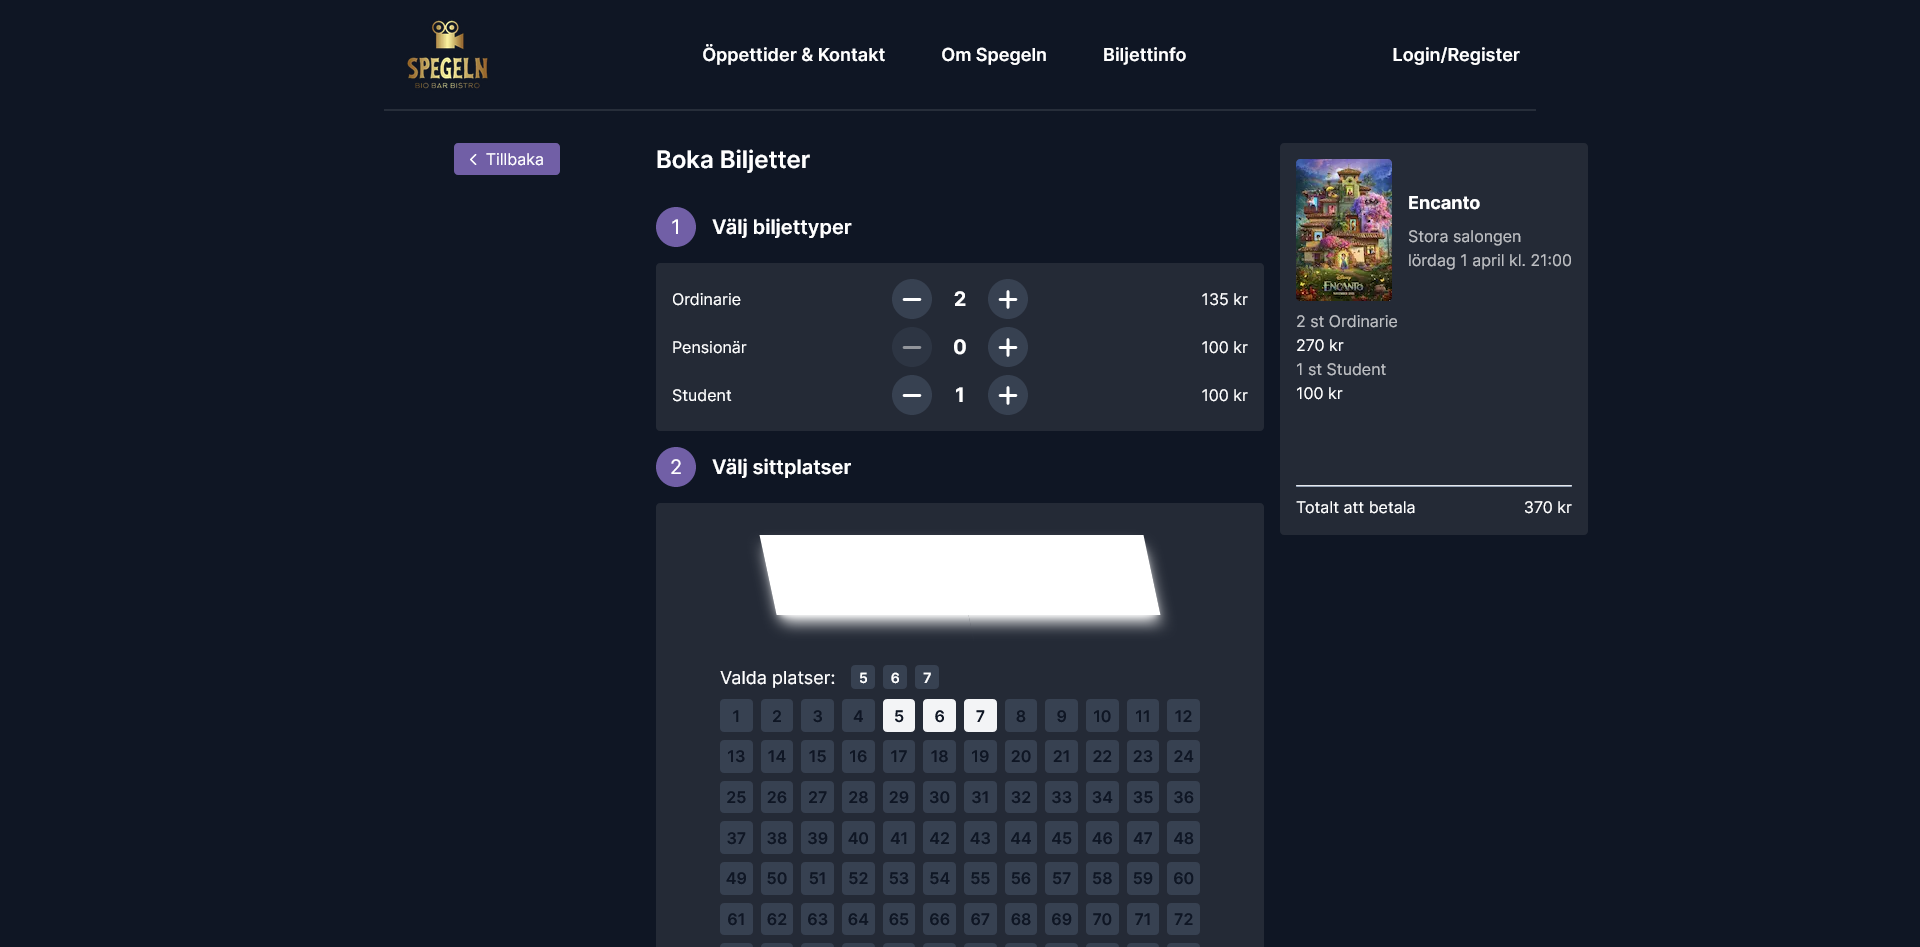 SPEGELN
BIO BAR BISTRO
Öppettider & Kontakt
Om Spegeln
Biljettinfo
Login/Register
Tillbaka
Boka Biljetter
1 Välj biljettyper
Ordinarie 2 135 kr
Pensionär 0 100 kr
Student 1 100 kr
2 Välj sittplatser
Valda platser: 5 6 7
1 2 3 4 5 6 7 8 9 10 11 12
13 14 15 16 17 18 19 20 21 22 23 24
25 26 27 28 29 30 31 32 33 34 35 36
37 38 39 40 41 42 43 44 45 46 47 48
49 50 51 52 53 54 55 56 57 58 59 60
61 62 63 64 65 66 67 68 69 70 71 72
Disney
ENCANTO
Encanto
Stora salongen
lördag 1 april kl. 21:00
2 st Ordinarie
270 kr
1 st Student
100 kr
Totalt att betala 370 kr